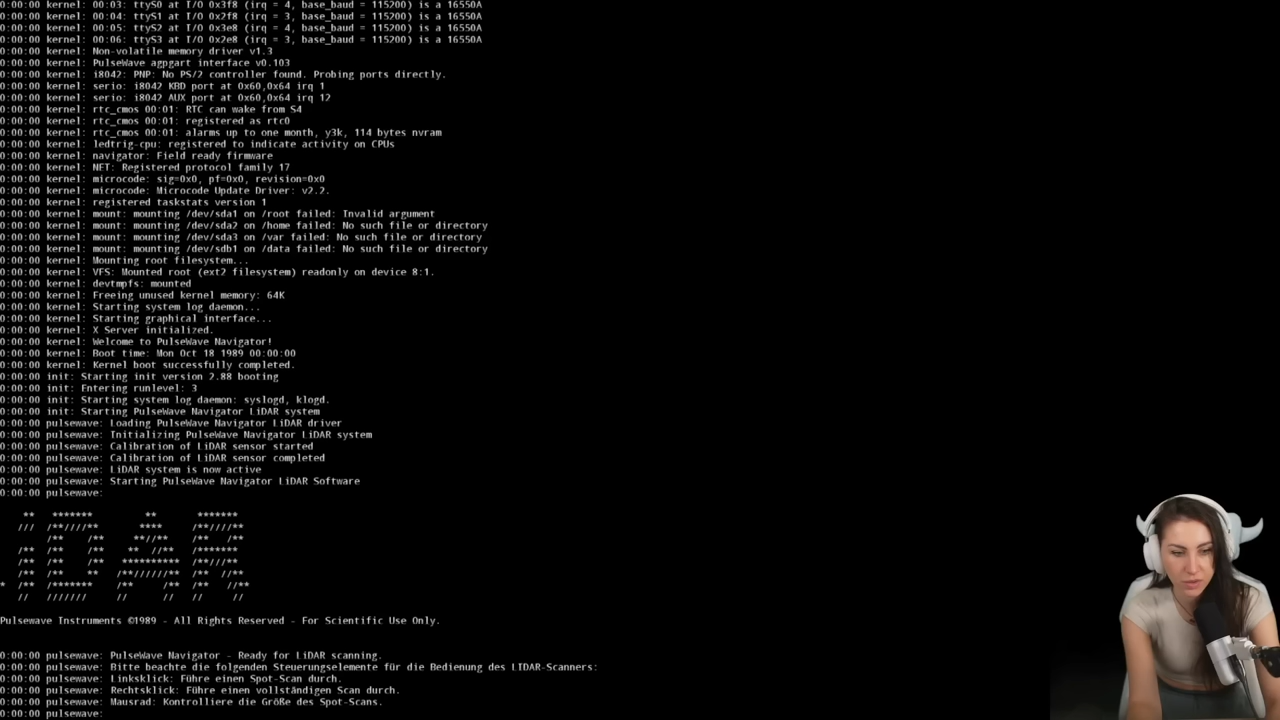 0:00:00 kernel: 00:03: ttyS0 at I/O 0x3f8 (irq = 4, base_baud = 115200) is a 16550A
0:00:00 kernel: 00:04: ttyS1 at I/O 0x2f8 (irq = 3, base_baud = 115200) is a 16550A
0:00:00 kernel: 00:05: ttyS2 at I/O 0x3e8 (irq = 4, base_baud = 115200) is a 16550A
0:00:00 kernel: 00:06: ttyS3 at I/O 0x2e8 (irq = 3, base_baud = 115200) is a 16550A
0:00:00 kernel: Non-volatile memory driver v1.3
0:00:00 kernel: PulseWave agpgart interface v0.103
0:00:00 kernel: i8042: PNP: No PS/2 controller found. Probing ports directly.
0:00:00 kernel: serio: i8042 KBD port at 0x60,0x64 irq 1
0:00:00 kernel: serio: i8042 AUX port at 0x60,0x64 irq 12
0:00:00 kernel: rtc_cmos 00:01: RTC can wake from S4
0:00:00 kernel: rtc_cmos 00:01: registered as rtc0
0:00:00 kernel: rtc_cmos 00:01: alarms up to one month, y3k, 114 bytes nvram
0:00:00 kernel: ledtrig-cpu: registered to indicate activity on CPUs
0:00:00 kernel: navigator: Field ready firmware
0:00:00 kernel: NET: Registered protocol family 17
0:00:00 kernel: microcode: sig=0x0, pf=0x0, revision=0x0
0:00:00 kernel: microcode: Microcode Update Driver: v2.2.
0:00:00 kernel: registered taskstats version 1
0:00:00 kernel: mount: mounting /dev/sda1 on /root failed: Invalid argument
0:00:00 kernel: mount: mounting /dev/sda2 on /home failed: No such file or directory
0:00:00 kernel: mount: mounting /dev/sda3 on /var failed: No such file or directory
0:00:00 kernel: mount: mounting /dev/sdb1 on /data failed: No such file or directory
0:00:00 kernel: Mounting root filesystem...
0:00:00 kernel: VFS: Mounted root (ext2 filesystem) readonly on device 8:1.
0:00:00 kernel: devtmpfs: mounted
0:00:00 kernel: Freeing unused kernel memory: 64K
0:00:00 kernel: Starting system log daemon...
0:00:00 kernel: Starting graphical interface...
0:00:00 kernel: X Server initialized.
0:00:00 kernel: Welcome to PulseWave Navigator!
0:00:00 kernel: Boot time: Mon Oct 18 1989 00:00:00
0:00:00 kernel: Kernel boot successfully completed.
0:00:00 init: Starting init version 2.88 booting
0:00:00 init: Entering runlevel: 3
0:00:00 init: Starting system log daemon: syslogd, klogd.
0:00:00 init: Starting PulseWave Navigator LiDAR system
0:00:00 pulsewave: Loading PulseWave Navigator LiDAR driver
0:00:00 pulsewave: Initializing PulseWave Navigator LiDAR system
0:00:00 pulsewave: Calibration of LiDAR sensor started
0:00:00 pulsewave: Calibration of LiDAR sensor completed
0:00:00 pulsewave: LiDAR system is now active
0:00:00 pulsewave: Starting PulseWave Navigator LiDAR Software
0:00:00 pulsewave:
iDAR
Pulsewave Instruments ©1989 - All Rights Reserved - For Scientific Use Only.
0:00:00 pulsewave: PulseWave Navigator - Ready for LiDAR scanning.
0:00:00 pulsewave: Bitte beachte die folgenden Steuerungselemente für die Bedienung des LIDAR-Scanners:
0:00:00 pulsewave: Linksklick: Führe einen Spot-Scan durch.
0:00:00 pulsewave: Rechtsklick: Führe einen vollständigen Scan durch.
0:00:00 pulsewave: Mausrad: Kontrolliere die Größe des Spot-Scans.
0:00:00 pulsewave: